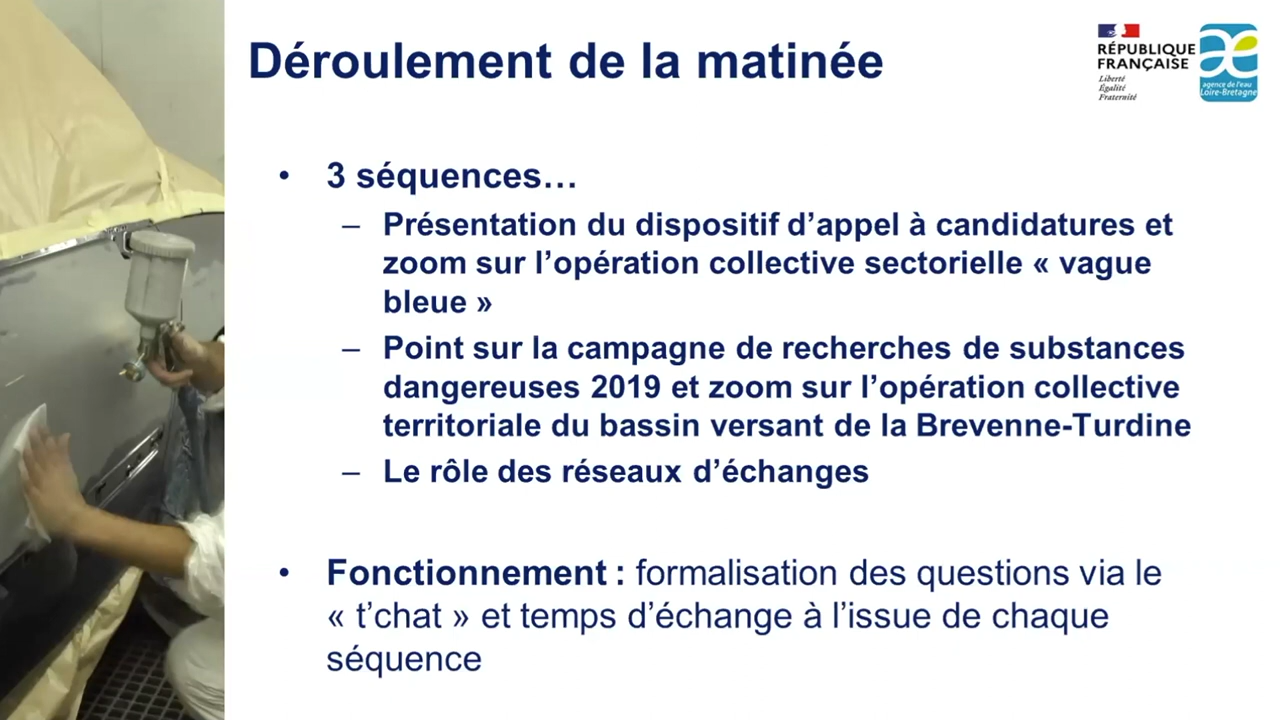 Déroulement de la matinée
RÉPUBLIQUE
FRANÇAISE
Liberté
Égalité
Fraternité
agence de l'eau
Loire-Bretagne
• 3 séquences…
– Présentation du dispositif d’appel à candidatures et
zoom sur l’opération collective sectorielle « vague
bleue »
– Point sur la campagne de recherches de substances
dangereuses 2019 et zoom sur l’opération collective
territoriale du bassin versant de la Brevenne-Turdine
– Le rôle des réseaux d’échanges
• Fonctionnement : formalisation des questions via le
« t’chat » et temps d’échange à l’issue de chaque
séquence